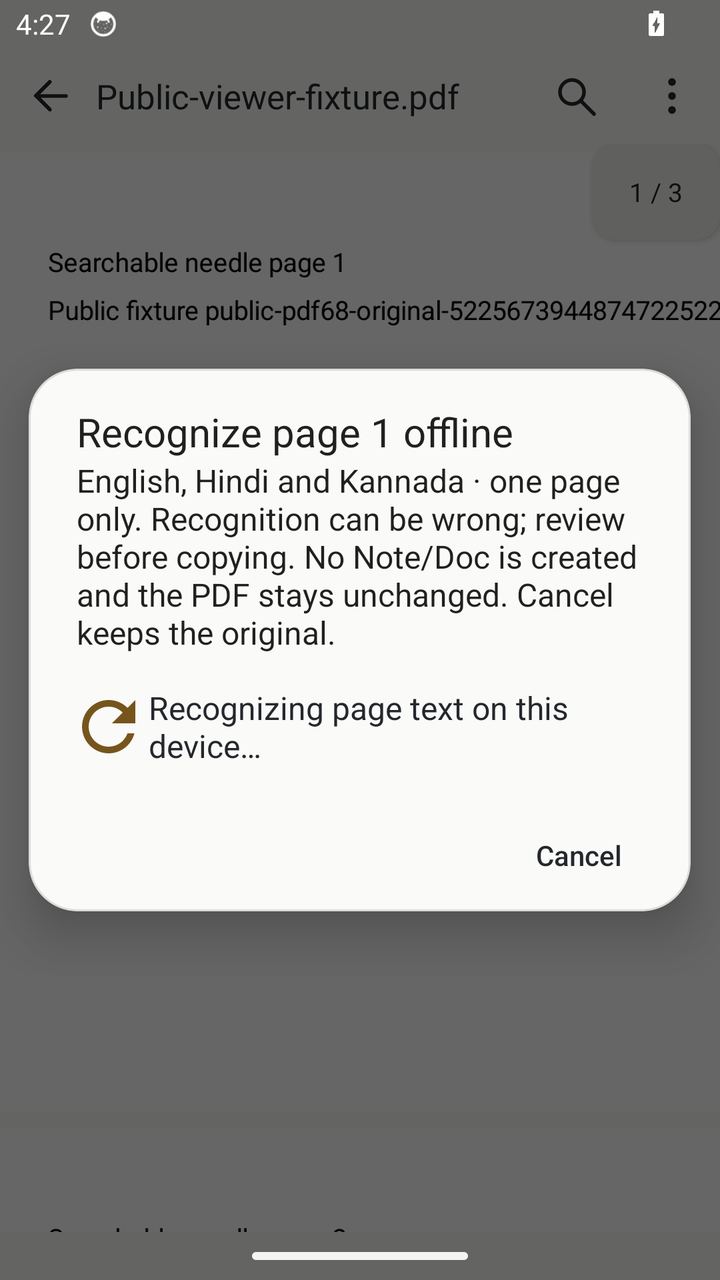 4:27
Public-viewer-fixture.pdf
1 / 3
Searchable needle page 1
Public fixture public-pdf68-original-5225673944874722522
Recognize page 1 offline
English, Hindi and Kannada · one page
only. Recognition can be wrong; review
before copying. No Note/Doc is created
and the PDF stays unchanged. Cancel
keeps the original.
Recognizing page text on this
device…
Cancel